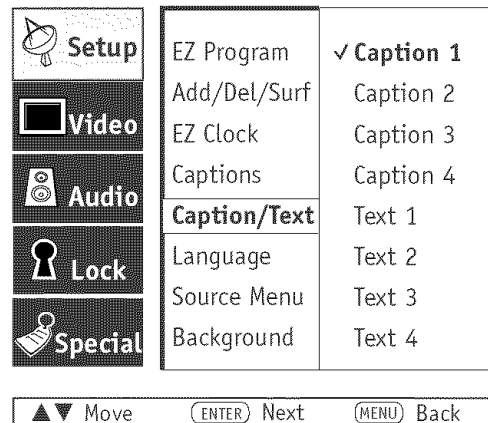 Setup
Video
Audio
Lock
Special
EZ Program
Add/Del/Surf
EZ Clock
Captions
Caption/Text
Language
Source Menu
Background
✓ Caption 1
Caption 2
Caption 3
Caption 4
Text 1
Text 2
Text 3
Text 4
▲▼ Move ENTER Next MENU Back